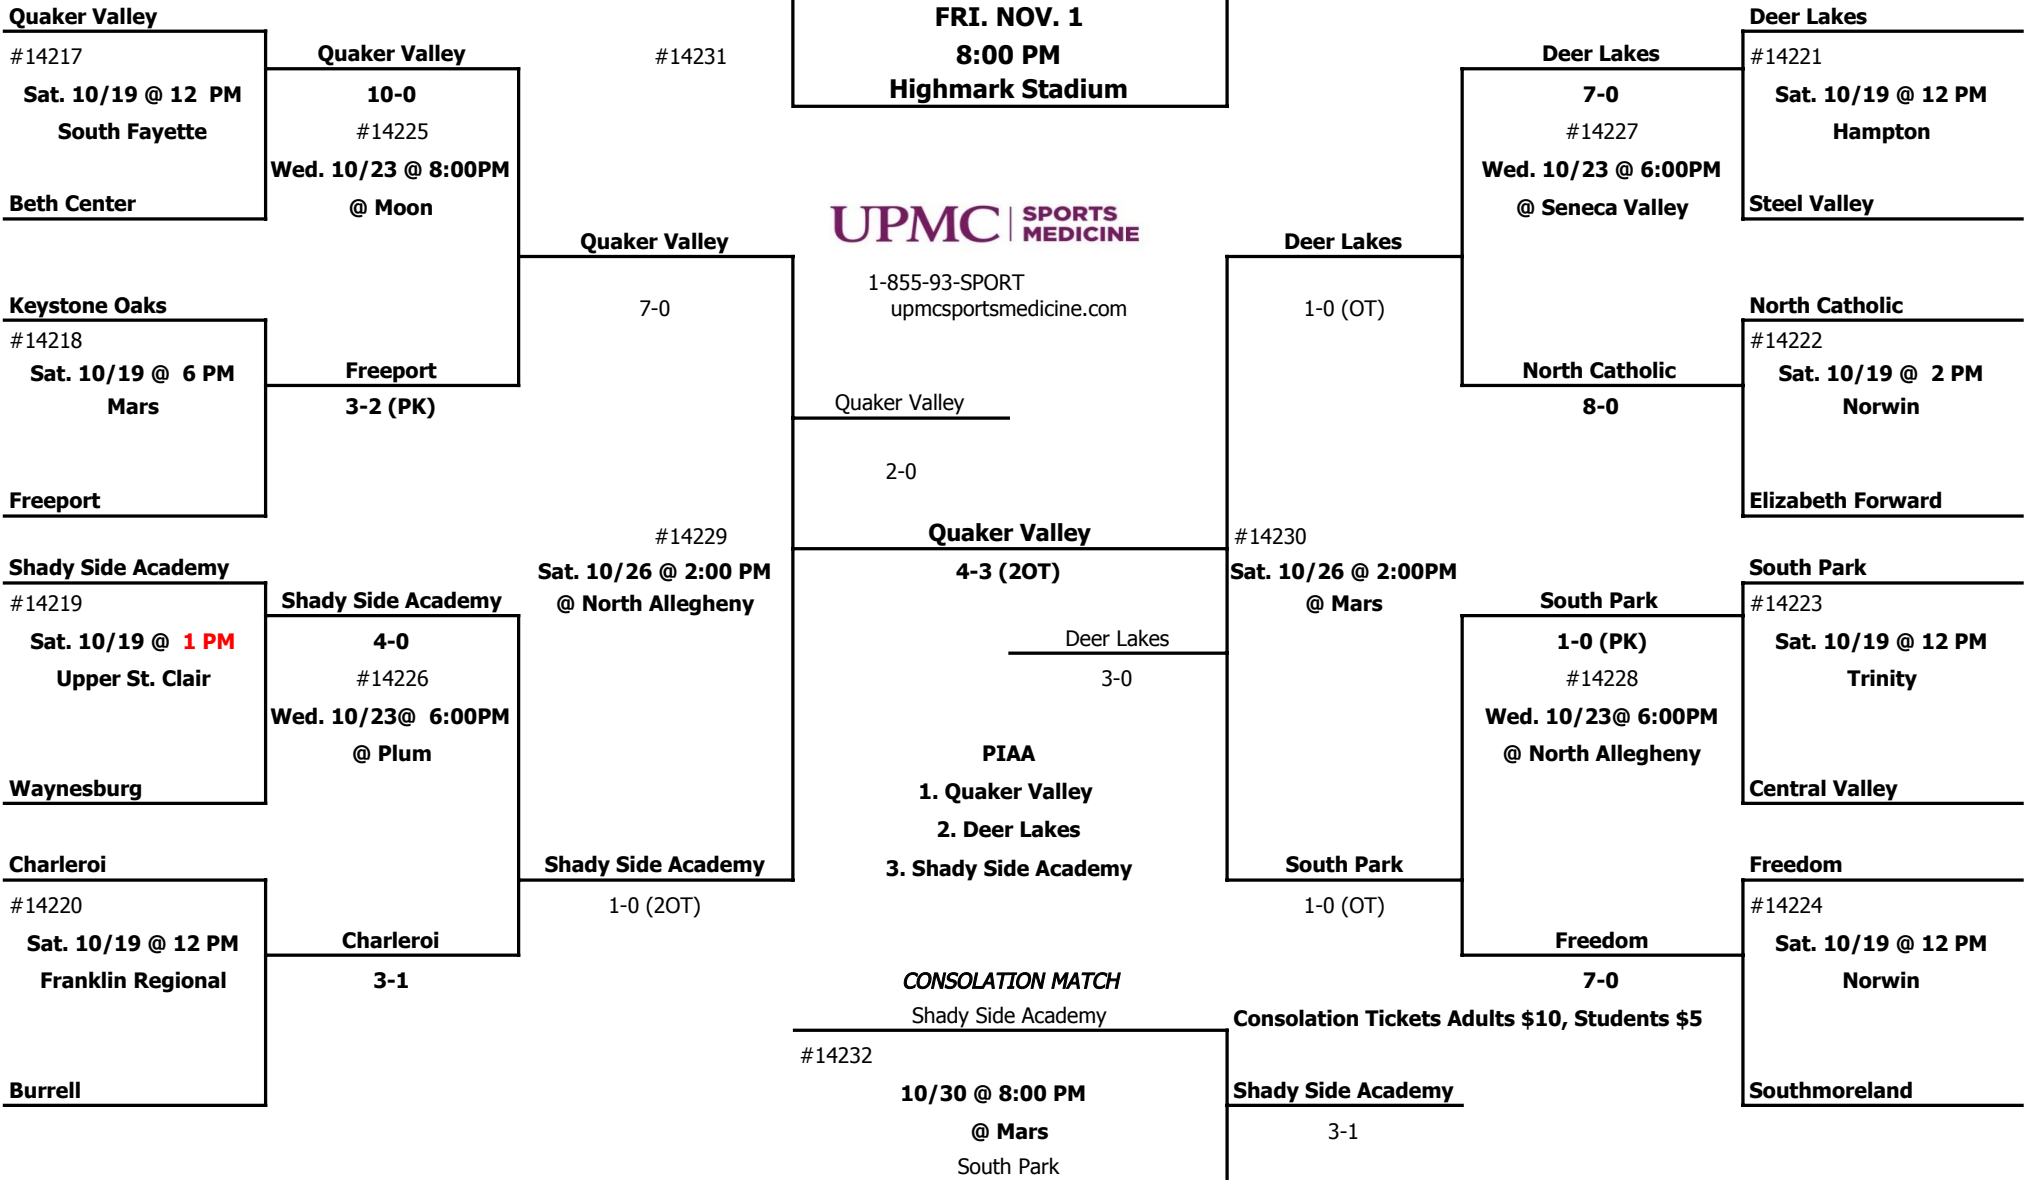 Quaker Valley
#14217
Sat. 10/19 @ 12 PM
South Fayette
Beth Center
Keystone Oaks
#14218
Sat. 10/19 @ 6 PM
Mars
Freeport
Shady Side Academy
#14219
Sat. 10/19 @ 1 PM
Upper St. Clair
Waynesburg
Charleroi
#14220
Sat. 10/19 @ 12 PM
Franklin Regional
Burrell
Quaker Valley
10-0
#14225
Wed. 10/23 @ 8:00PM
@ Moon
Freeport
3-2 (PK)
Shady Side Academy
4-0
#14226
Wed. 10/23@ 6:00PM
@ Plum
Charleroi
3-1
#14231
Quaker Valley
7-0
#14229
Sat. 10/26 @ 2:00 PM
@ North Allegheny
Shady Side Academy
1-0 (2OT)
FRI. NOV. 1
8:00 PM
Highmark Stadium
UPMC SPORTS MEDICINE
1-855-93-SPORT
upmcsportsmedicine.com
Quaker Valley
2-0
Quaker Valley
4-3 (2OT)
Deer Lakes
3-0
PIAA
1. Quaker Valley
2. Deer Lakes
3. Shady Side Academy
CONSOLATION MATCH
Shady Side Academy
#14232
10/30 @ 8:00 PM
@ Mars
South Park
Deer Lakes
1-0 (OT)
#14230
Sat. 10/26 @ 2:00PM
@ Mars
South Park
1-0 (OT)
Consolation Tickets Adults $10, Students $5
Shady Side Academy
3-1
Deer Lakes
7-0
#14227
Wed. 10/23 @ 6:00PM
@ Seneca Valley
North Catholic
8-0
South Park
1-0 (PK)
#14228
Wed. 10/23@ 6:00PM
@ North Allegheny
Freedom
7-0
Deer Lakes
#14221
Sat. 10/19 @ 12 PM
Hampton
Steel Valley
North Catholic
#14222
Sat. 10/19 @ 2 PM
Norwin
Elizabeth Forward
South Park
#14223
Sat. 10/19 @ 12 PM
Trinity
Central Valley
Freedom
#14224
Sat. 10/19 @ 12 PM
Norwin
Southmoreland